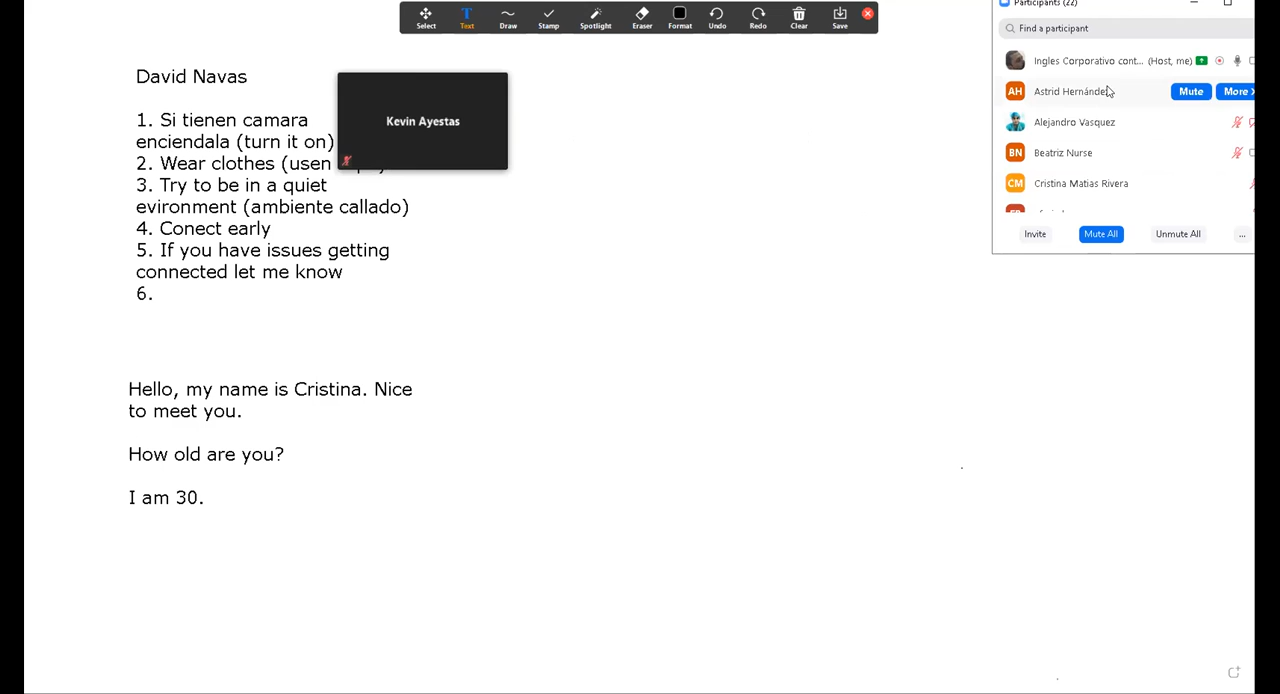 Select
Text
Draw
Stamp
Spotlight
Eraser
Format
Undo
Redo
Clear
Save
Participants (22)
Find a participant
Ingles Corporativo cont... (Host, me)
AH Astrid Hernández Mute More
Alejandro Vasquez
BN Beatriz Nurse
CM Cristina Matias Rivera
Invite
Mute All
Unmute All
...
David Navas
1. Si tienen camara
enciendala (turn it on)
2. Wear clothes (usen
3. Try to be in a quiet
evironment (ambiente callado)
4. Conect early
5. If you have issues getting
connected let me know
6.
Kevin Ayestas
Hello, my name is Cristina. Nice
to meet you.
How old are you?
I am 30.